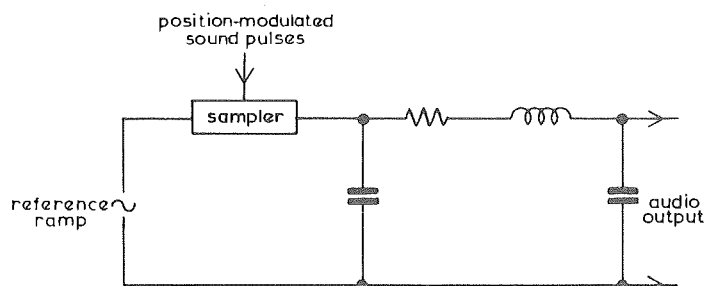 position-modulated
sound pulses
sampler
reference
ramp
audio
output